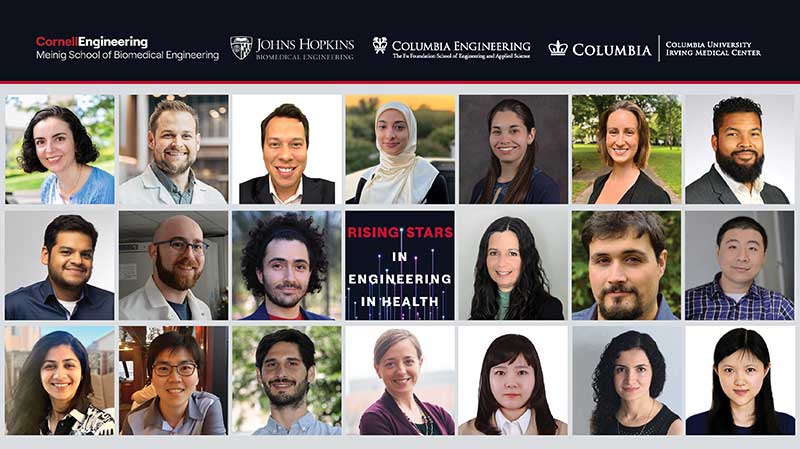 CornellEngineering
Meinig School of Biomedical Engineering
JOHNS HOPKINS
BIOMEDICAL ENGINEERING
COLUMBIA ENGINEERING
The Fu Foundation School of Engineering and Applied Science
COLUMBIA
COLUMBIA UNIVERSITY
IRVING MEDICAL CENTER
RISING STARS
IN
ENGINEERING
IN HEALTH